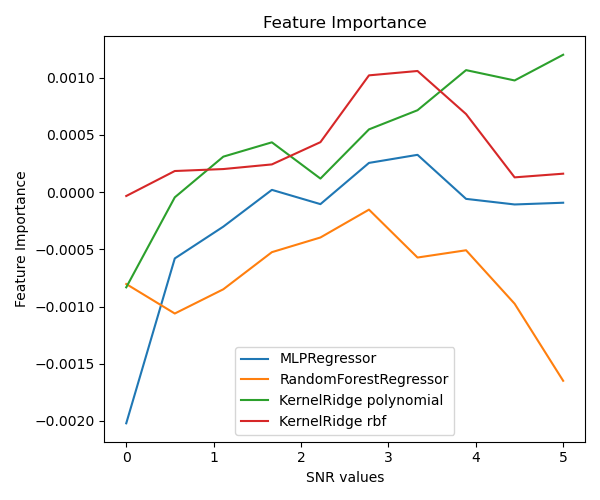 Feature Importance
Feature Importance
0.0010
0.0005
0.0000
−0.0005
−0.0010
−0.0015
−0.0020
MLPRegressor
RandomForestRegressor
KernelRidge polynomial
KernelRidge rbf
0 1 2 3 4 5
SNR values